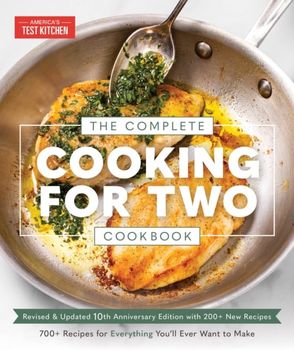 AMERICA'S
TEST KITCHEN
THE COMPLETE
COOKING
FOR TWO
COOKBOOK
Revised & Updated 10th Anniversary Edition with 200+ New Recipes
700+ Recipes for Everything You'll Ever Want to Make